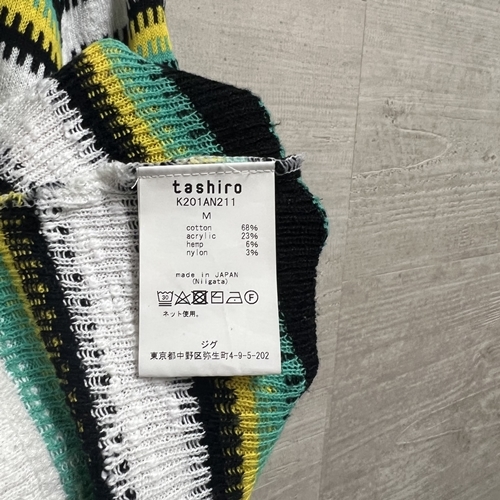 tashiro
K201AN211
M
cotton 68%
acrylic 23%
hemp 6%
nylon 3%
made in JAPAN
(Niigata)
30 F
ネット使用。
ジグ
東京都中野区弥生町4-9-5-202